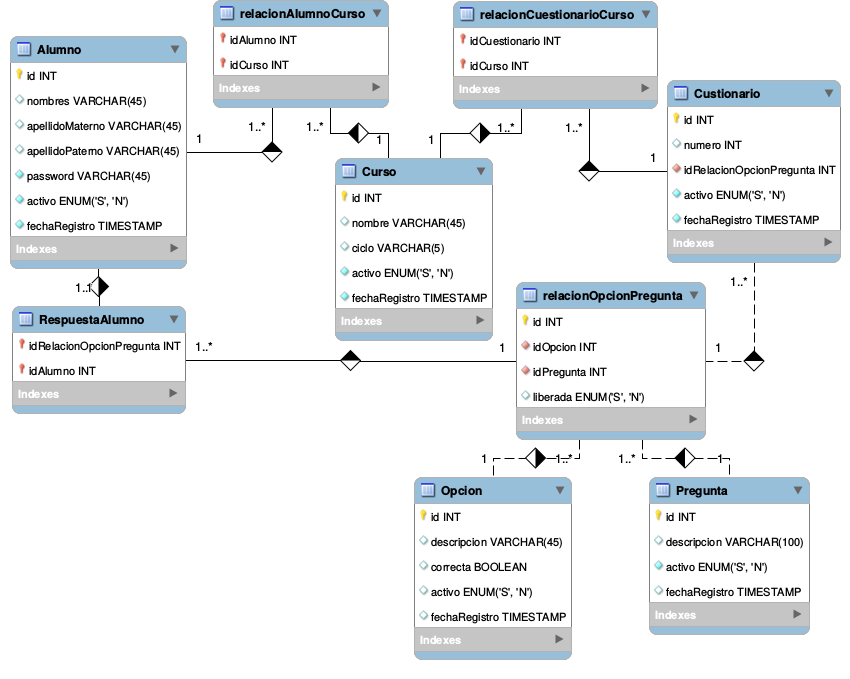 relacionAlumnoCurso
idAlumno INT
idCurso INT
Indexes
relacionCuestionarioCurso
idCuestionario INT
idCurso INT
Indexes
Alumno
id INT
nombres VARCHAR(45)
apellidoMaterno VARCHAR(45)
apellidoPaterno VARCHAR(45)
password VARCHAR(45)
activo ENUM('S', 'N')
fechaRegistro TIMESTAMP
Indexes
1
1..*
1..*
1
1
1..*
1..*
1
Custionario
id INT
numero INT
idRelacionOpcionPregunta INT
activo ENUM('S', 'N')
fechaRegistro TIMESTAMP
Indexes
Curso
id INT
nombre VARCHAR(45)
ciclo VARCHAR(5)
activo ENUM('S', 'N')
fechaRegistro TIMESTAMP
Indexes
1..*
1
1..*
1
RespuestaAlumno
idRelacionOpcionPregunta INT
idAlumno INT
Indexes
1..*
1
relacionOpcionPregunta
id INT
idOpcion INT
idPregunta INT
liberada ENUM('S', 'N')
Indexes
1
1..*
1..*
1
Opcion
id INT
descripcion VARCHAR(45)
correcta BOOLEAN
activo ENUM('S', 'N')
fechaRegistro TIMESTAMP
Indexes
Pregunta
id INT
descripcion VARCHAR(100)
activo ENUM('S', 'N')
fechaRegistro TIMESTAMP
Indexes